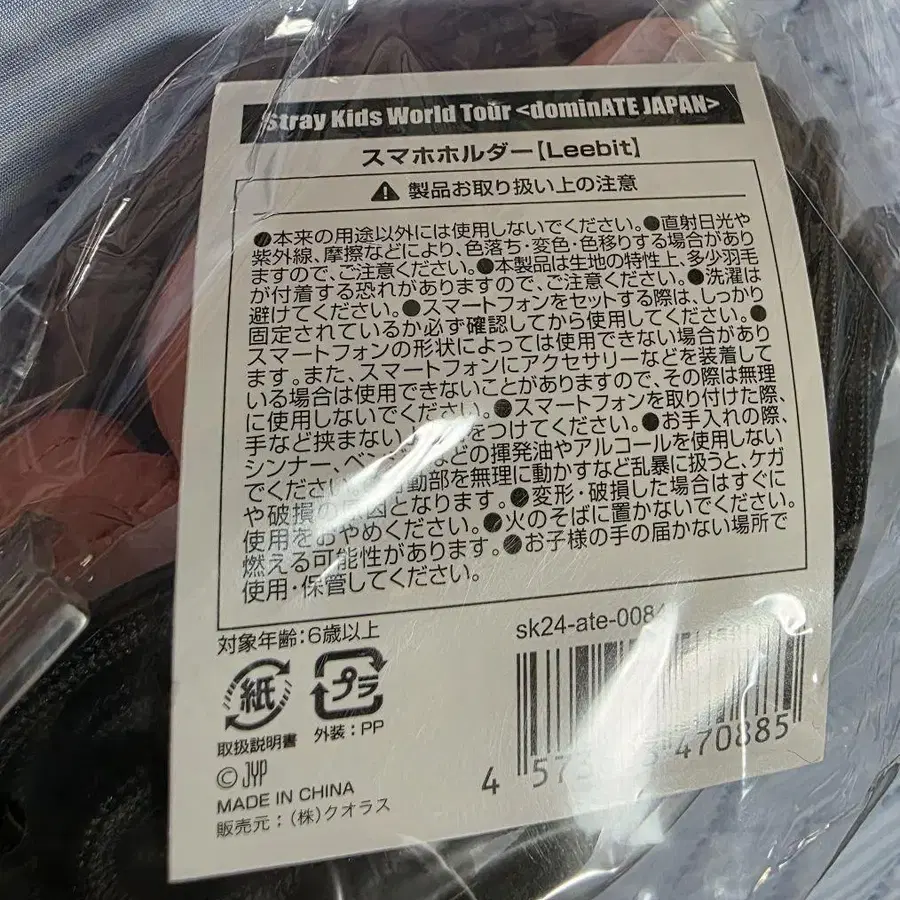 Stray Kids World Tour <dominATE JAPAN>
スマホホルダー【Leebit】
製品お取り扱い上の注意
●本来の用途以外には使用しないでください。●直射日光や
紫外線、摩擦などにより、色落ち・変色・色移りする場合があり
ますので、ご注意ください。●本製品は生地の特性上、多少羽毛
が付着する恐れがありますので、ご注意ください。●洗濯は
避けてください。●スマートフォンをセットする際は、しっかり
固定されているか必ず確認してから使用してください。●
スマートフォンの形状によっては使用できない場合があり
ます。また、スマートフォンにアクセサリーなどを装着して
いる場合は使用できないことがありますので、その際は無理
に使用しないでください。●スマートフォンを取り付けた際、
手など挟まない をつけてください。●お手入れの際、
シンナー、ベン などの揮発油やアルコールを使用しない
でください。 動部を無理に動かすなど乱暴に扱うと、ケガ
や破損の原因となります。●変形・破損した場合はすぐに
使用をおやめください。●火のそばに置かないでください。
燃える可能性があります。●お子様の手の届かない場所で
使用・保管してください。
対象年齢:6歳以上
sk24-ate-008
紙
プラ
取扱説明書
外装:PP
4 573 470885
© JYP
MADE IN CHINA
販売元:(株)クオラス